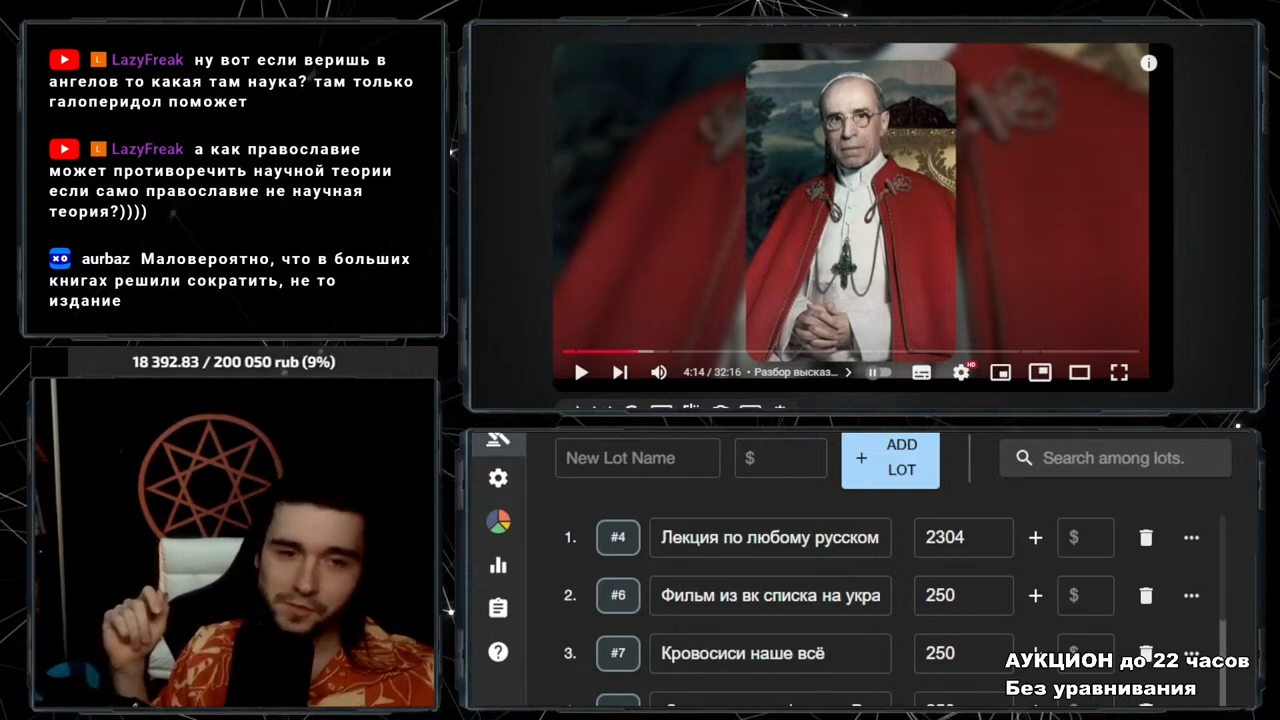 LazyFreak ну вот если веришь в
ангелов то какая там наука? там только
галоперидол поможет
LazyFreak а как православие
может противоречить научной теории
если само православие не научная
теория?))))
aurbaz Маловероятно, что в больших
книгах решили сократить, не то
издание
18 392.83 / 200 050 rub (9%)
4:14 / 32:16 • Разбор выказ...
HD
New Lot Name
$
+ ADD
LOT
Search among lots.
1. #4 Лекция по любому русском 2304 + $
2. #6 Фильм из вк списка на укра 250 + $
3. #7 Кровосиси наше всё 250
АУКЦИОН до 22 часов
Без уравнивания